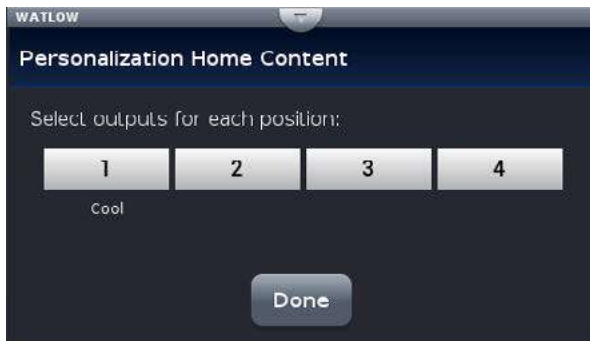 WATLOW
Personalization Home Content
Select outputs for each position:
1 2 3 4
Cool
Done